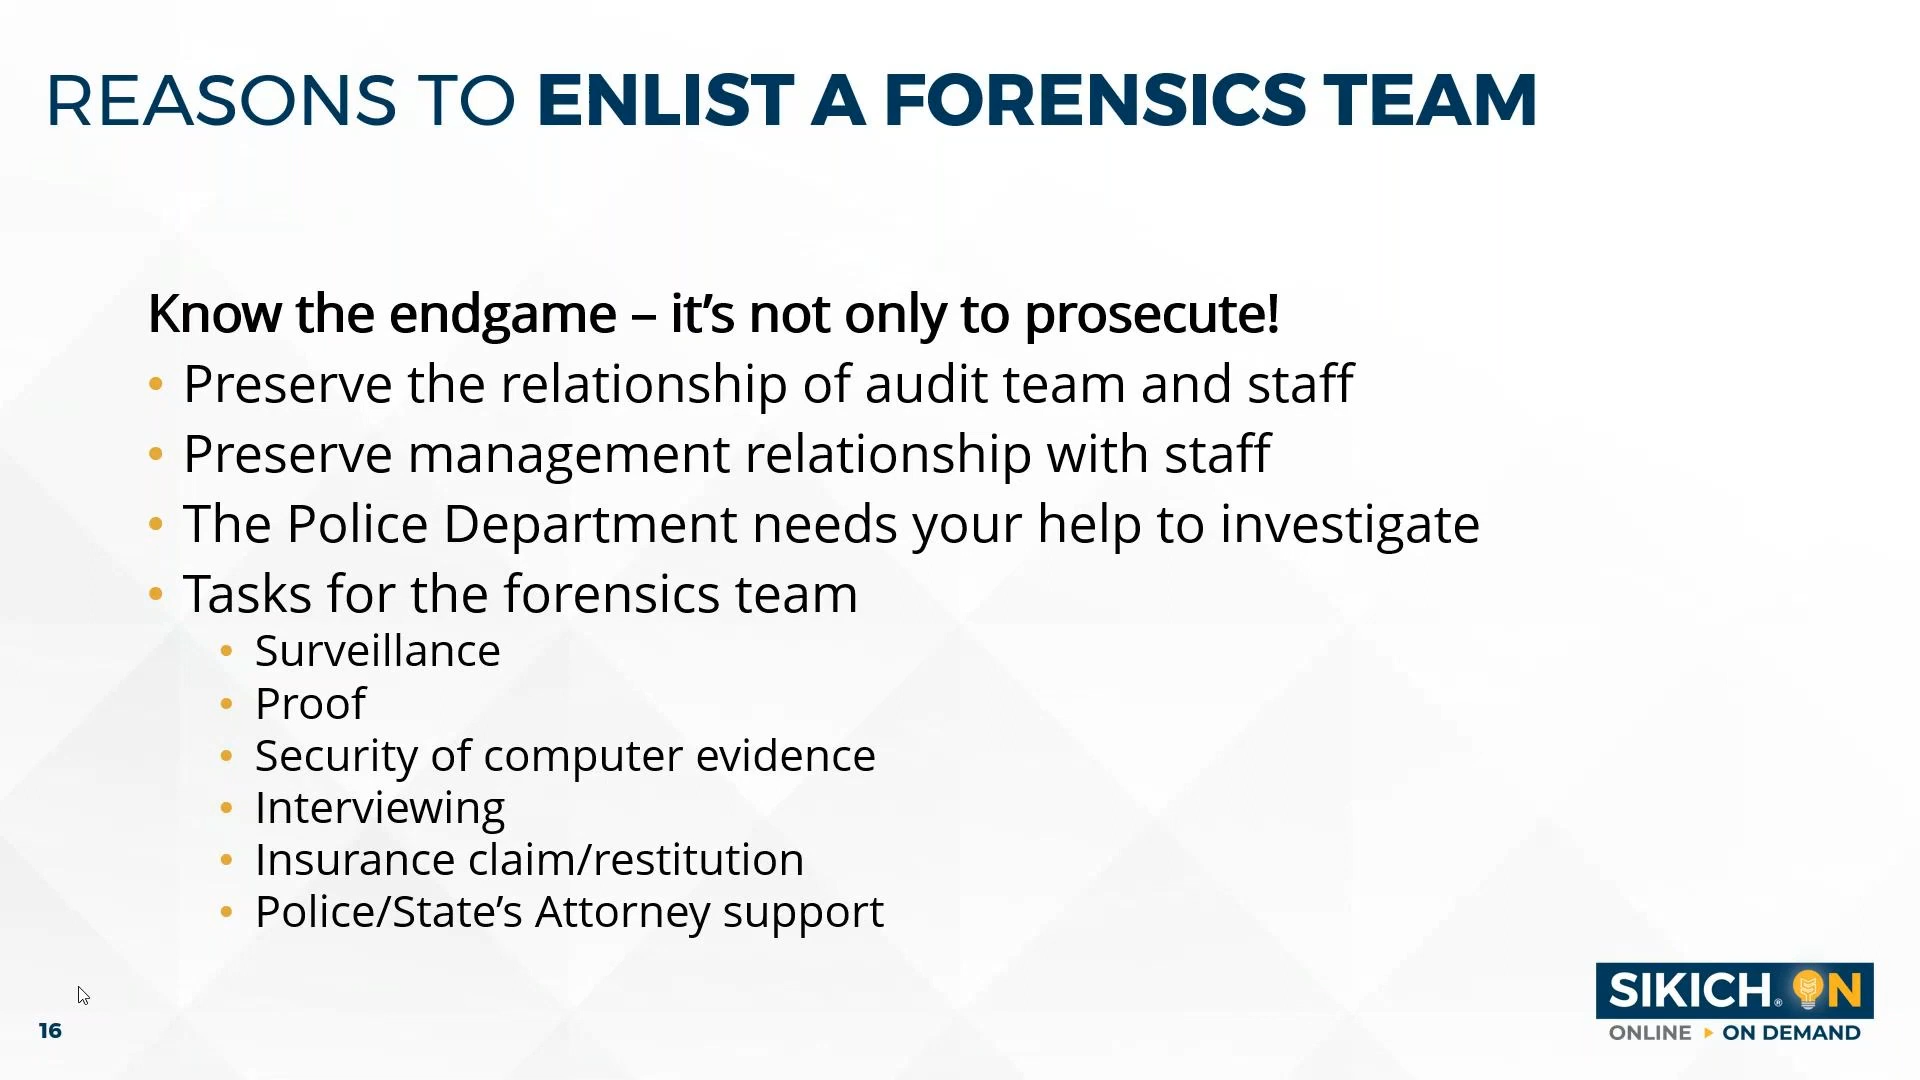 REASONS TO ENLIST A FORENSICS TEAM
Know the endgame – it’s not only to prosecute!
• Preserve the relationship of audit team and staff
• Preserve management relationship with staff
• The Police Department needs your help to investigate
• Tasks for the forensics team
• Surveillance
• Proof
• Security of computer evidence
• Interviewing
• Insurance claim/restitution
• Police/State’s Attorney support
16
SIKICH® ON
ONLINE ▸ ON DEMAND